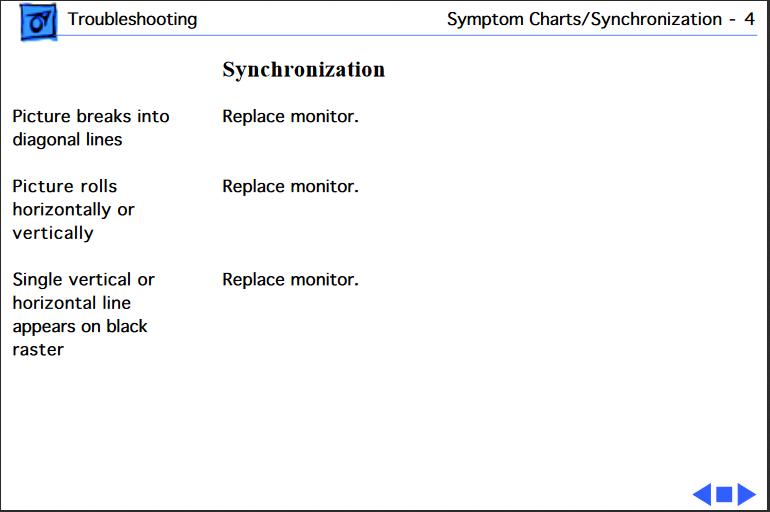 Troubleshooting
Symptom Charts/Synchronization - 4
Synchronization
Picture breaks into
diagonal lines
Replace monitor.
Picture rolls
horizontally or
vertically
Replace monitor.
Single vertical or
horizontal line
appears on black
raster
Replace monitor.